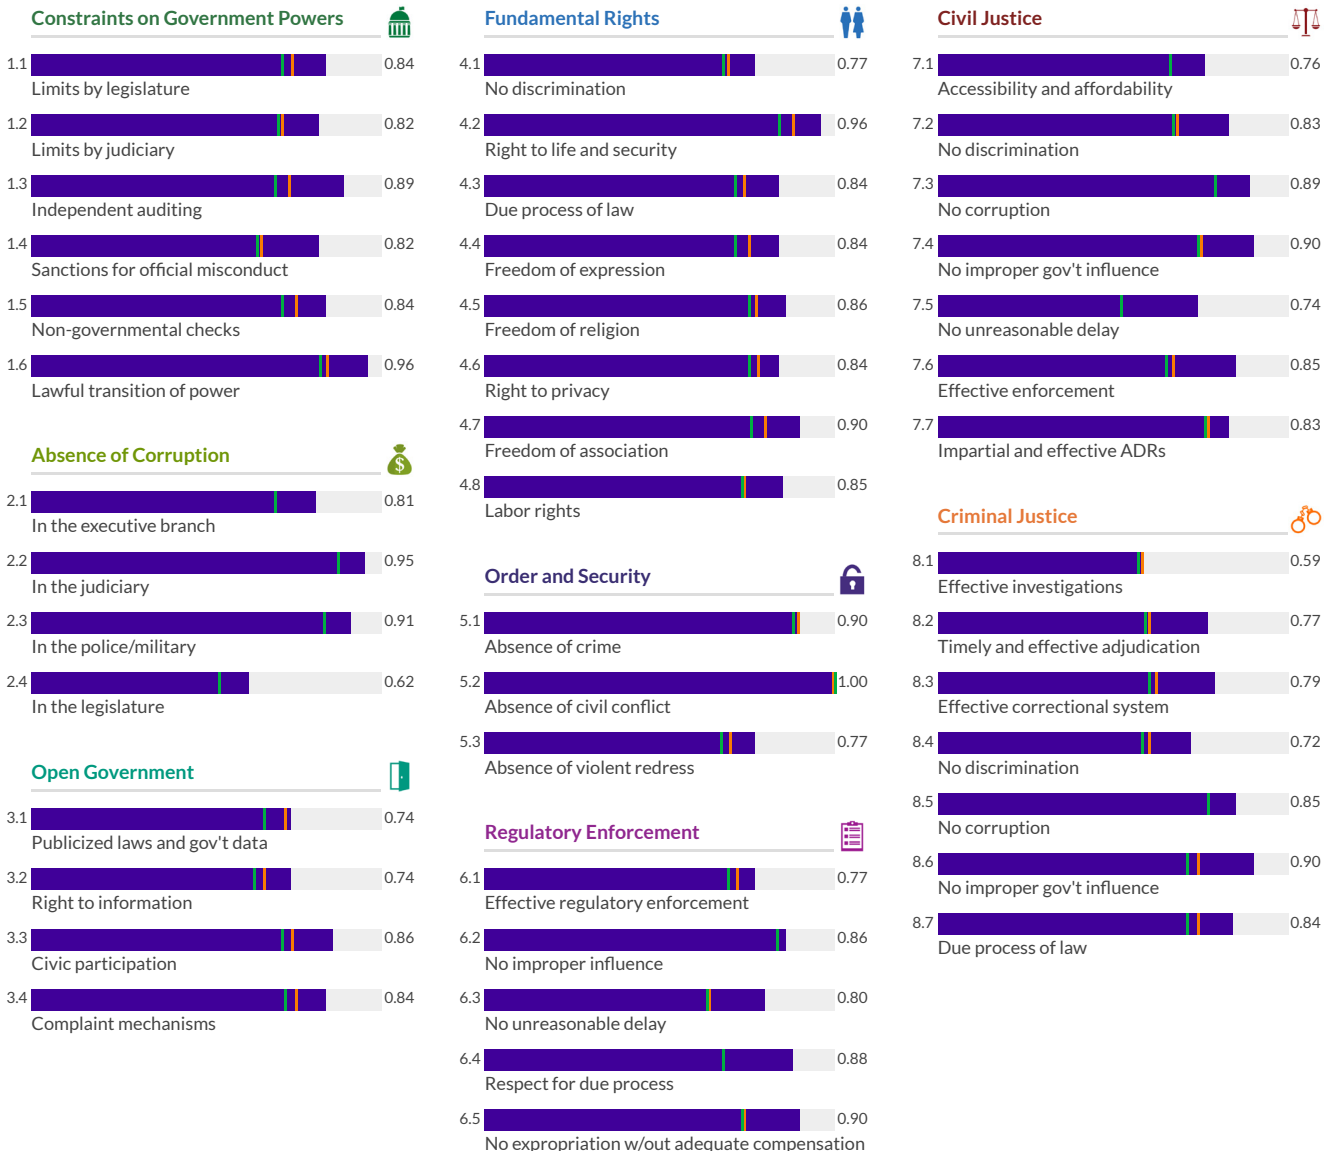 Constraints on Government Powers
1.1 0.84
Limits by legislature
1.2 0.82
Limits by judiciary
1.3 0.89
Independent auditing
1.4 0.82
Sanctions for official misconduct
1.5 0.84
Non-governmental checks
1.6 0.96
Lawful transition of power
Absence of Corruption
$
2.1 0.81
In the executive branch
2.2 0.95
In the judiciary
2.3 0.91
In the police/military
2.4 0.62
In the legislature
Open Government
3.1 0.74
Publicized laws and gov't data
3.2 0.74
Right to information
3.3 0.86
Civic participation
3.4 0.84
Complaint mechanisms
Fundamental Rights
4.1 0.77
No discrimination
4.2 0.96
Right to life and security
4.3 0.84
Due process of law
4.4 0.84
Freedom of expression
4.5 0.86
Freedom of religion
4.6 0.84
Right to privacy
4.7 0.90
Freedom of association
4.8 0.85
Labor rights
Order and Security
5.1 0.90
Absence of crime
5.2 1.00
Absence of civil conflict
5.3 0.77
Absence of violent redress
Regulatory Enforcement
6.1 0.77
Effective regulatory enforcement
6.2 0.86
No improper influence
6.3 0.80
No unreasonable delay
6.4 0.88
Respect for due process
6.5 0.90
No expropriation w/out adequate compensation
Civil Justice
7.1 0.76
Accessibility and affordability
7.2 0.83
No discrimination
7.3 0.89
No corruption
7.4 0.90
No improper gov't influence
7.5 0.74
No unreasonable delay
7.6 0.85
Effective enforcement
7.7 0.83
Impartial and effective ADRs
Criminal Justice
8.1 0.59
Effective investigations
8.2 0.77
Timely and effective adjudication
8.3 0.79
Effective correctional system
8.4 0.72
No discrimination
8.5 0.85
No corruption
8.6 0.90
No improper gov't influence
8.7 0.84
Due process of law